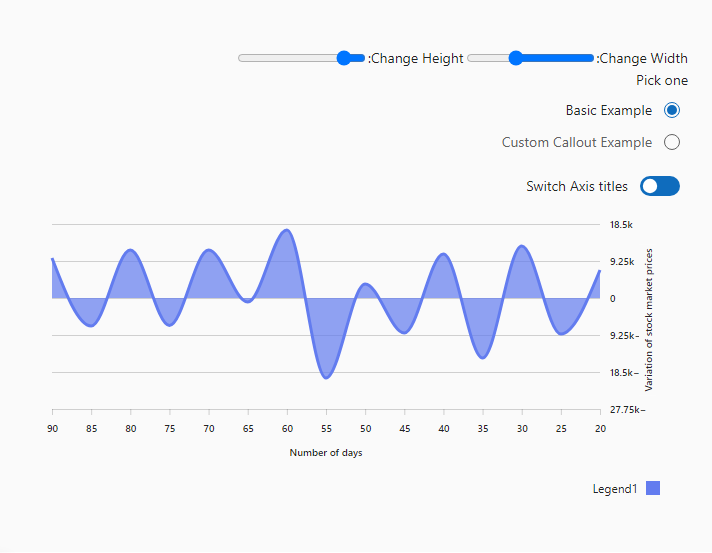 :Change Height :Change Width
Pick one
Basic Example
Custom Callout Example
Switch Axis titles
18.5k
9.25k
0
9.25k−
18.5k−
27.75k−
Variation of stock market prices
90 85 80 75 70 65 60 55 50 45 40 35 30 25 20
Number of days
Legend1